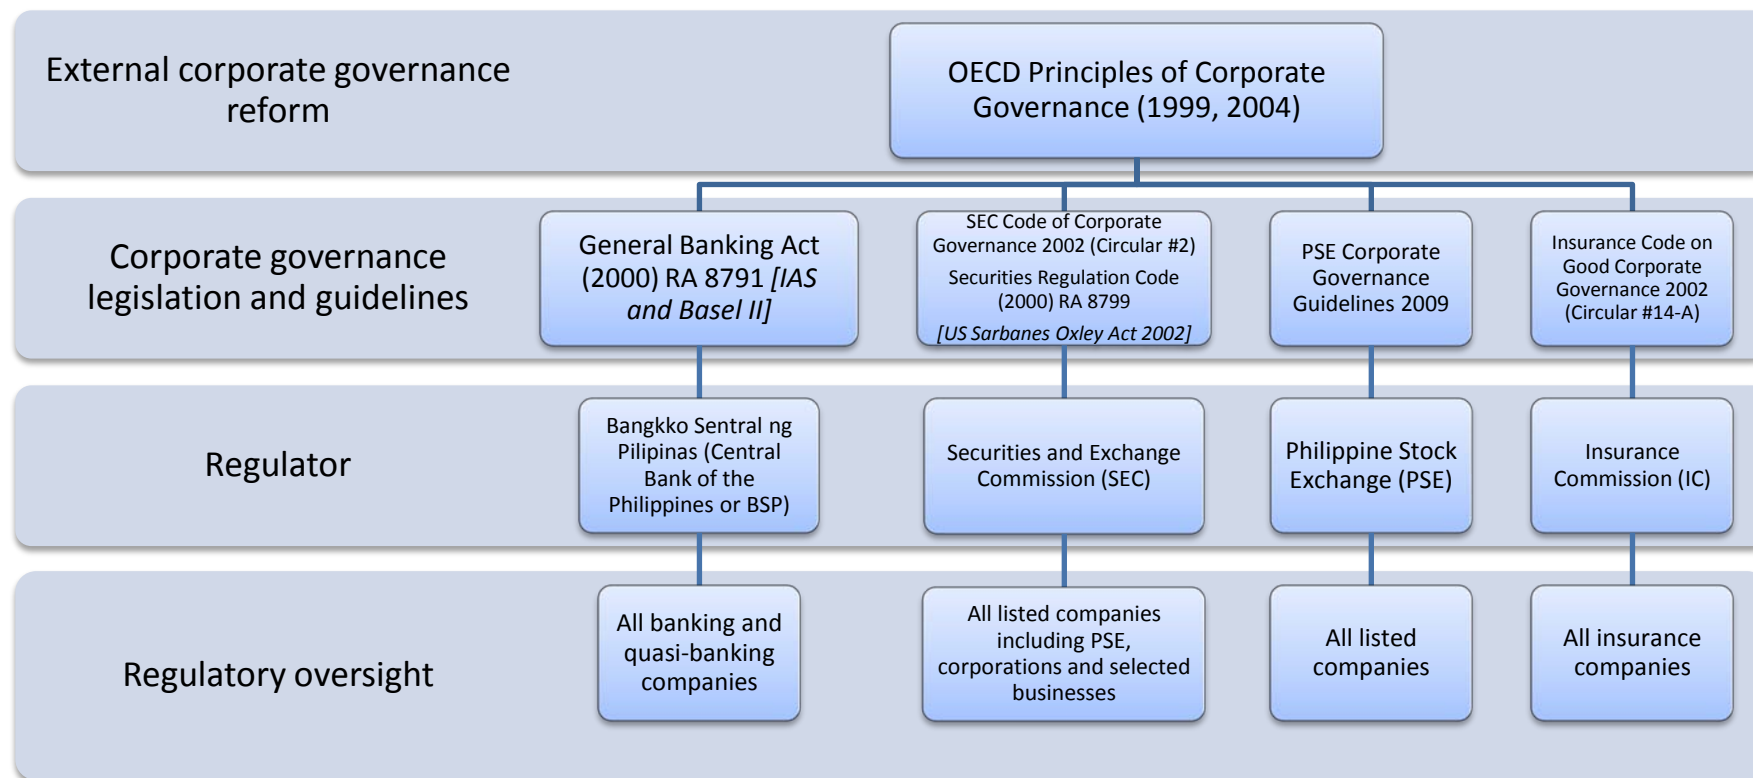 External corporate governance
reform
OECD Principles of Corporate
Governance (1999, 2004)
Corporate governance
legislation and guidelines
General Banking Act
(2000) RA 8791 [IAS
and Basel II]
SEC Code of Corporate
Governance 2002 (Circular #2)
Securities Regulation Code
(2000) RA 8799
[US Sarbanes Oxley Act 2002]
PSE Corporate
Governance
Guidelines 2009
Insurance Code on
Good Corporate
Governance 2002
(Circular #14-A)
Regulator
Bangkko Sentral ng
Pilipinas (Central
Bank of the
Philippines or BSP)
Securities and Exchange
Commission (SEC)
Philippine Stock
Exchange (PSE)
Insurance
Commission (IC)
Regulatory oversight
All banking and
quasi-banking
companies
All listed companies
including PSE,
corporations and selected
businesses
All listed
companies
All insurance
companies